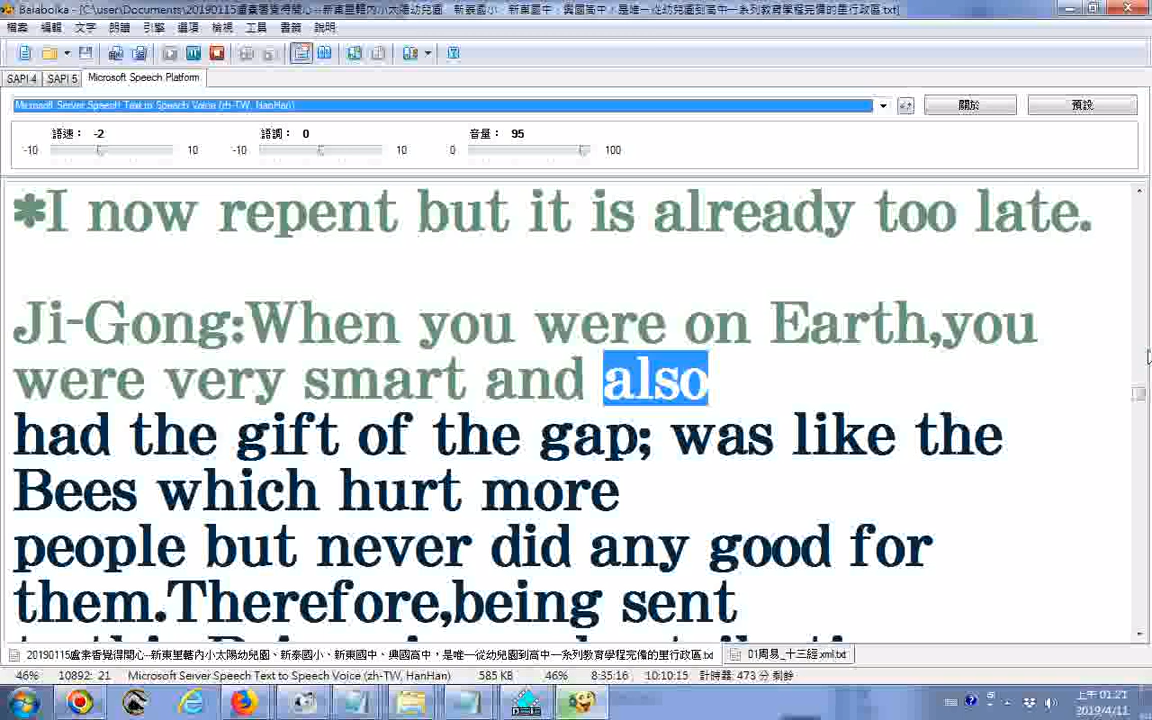 Balabolka - [C:\user\Documents\20190115盧素香覺得開心--新東里轄內小太陽幼兒園、新泰國小、新東國中、興國高中，是唯一從幼兒園到高中一系列教育學程完備的里行政區.txt]
檔案 編輯 文字 朗讀 引擎 選項 檢視 工具 書籤 說明
SAPI 4 SAPI 5 Microsoft Speech Platform
Microsoft Server Speech Text to Speech Voice (zh-TW, HanHan) 關於 預設
語速： -2 語調： 0 音量： 95
-10 10 -10 10 0 100
*I now repent but it is already too late.
Ji-Gong:When you were on Earth,you
were very smart and also
had the gift of the gap; was like the
Bees which hurt more
people but never did any good for
them.Therefore,being sent
20190115盧素香覺得開心--新東里轄內小太陽幼兒園、新泰國小、新東國中、興國高中，是唯一從幼兒園到高中一系列教育學程完備的里行政區.txt 01周易_十三經.xml.txt
46% 10892: 21 Microsoft Server Speech Text to Speech Voice (zh-TW, HanHan) 585 KB 46% 8:35:16 10:10:15 計時器: 473 分 剩餘
上午 01:21
2019/4/11